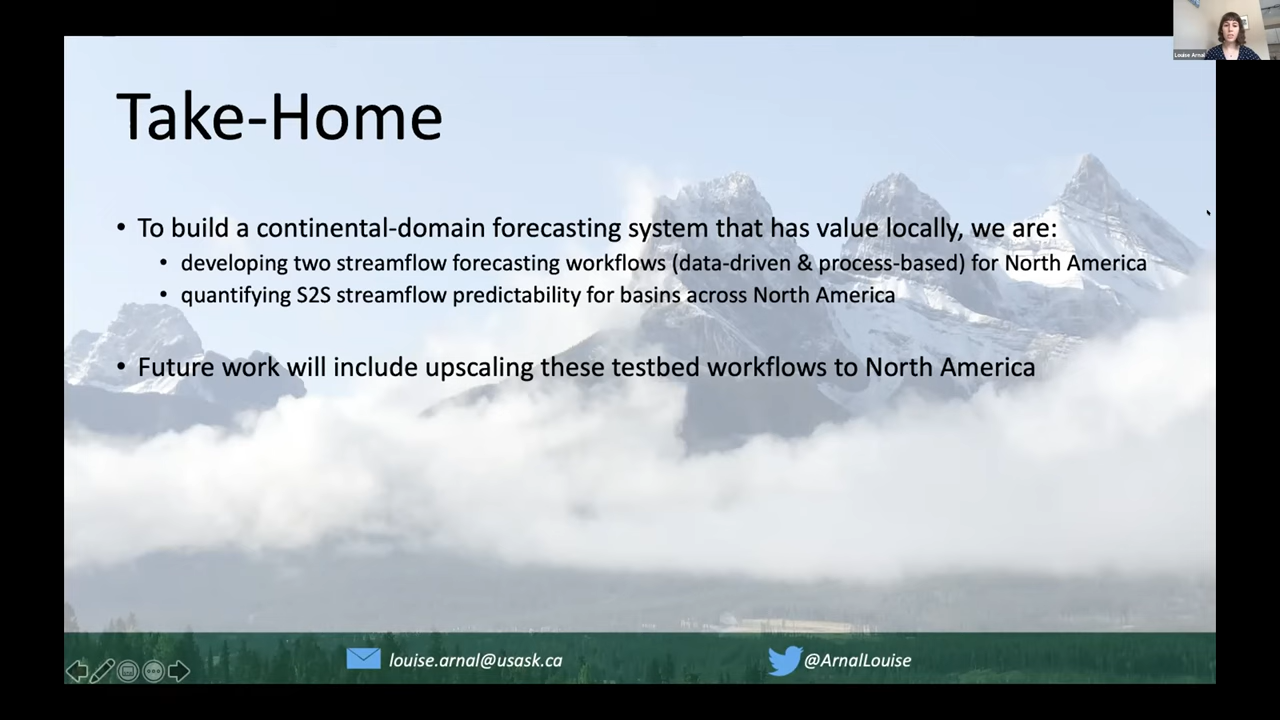 Louise Arnal
Take-Home
• To build a continental-domain forecasting system that has value locally, we are:
• developing two streamflow forecasting workflows (data-driven & process-based) for North America
• quantifying S2S streamflow predictability for basins across North America
• Future work will include upscaling these testbed workflows to North America
louise.arnal@usask.ca
@ArnalLouise